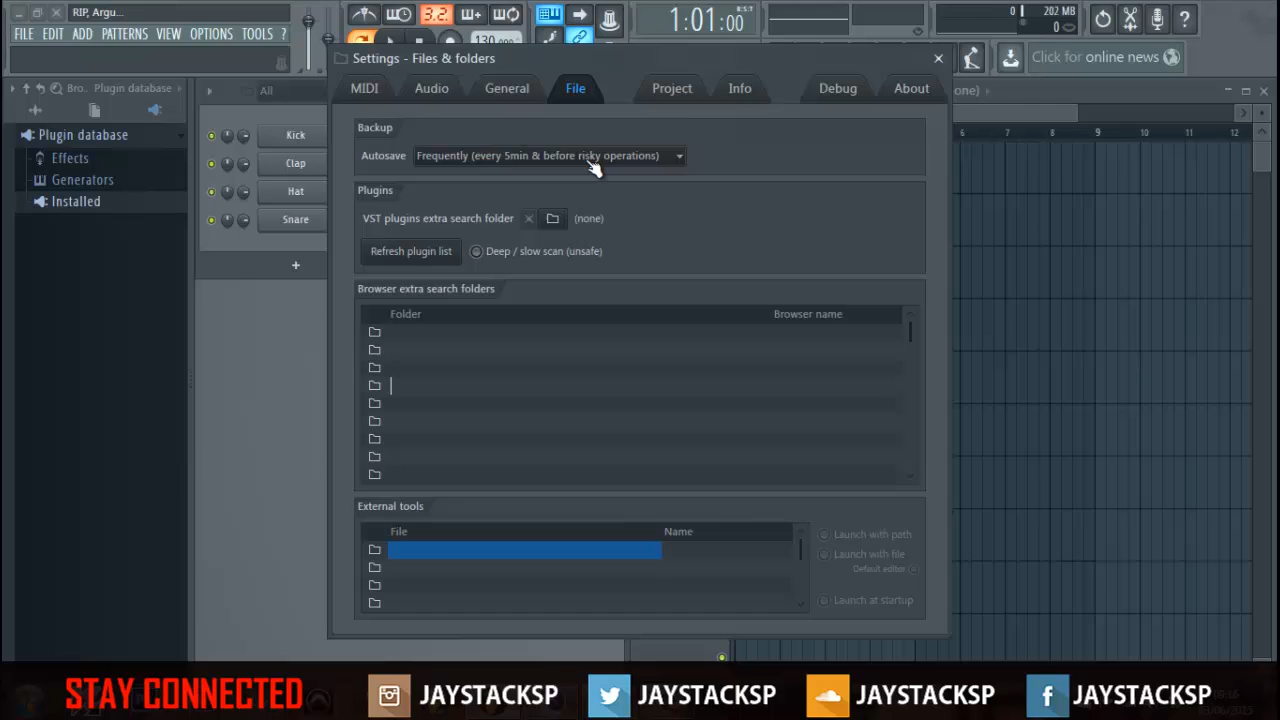 RIP, Argu...
FILE EDIT ADD PATTERNS VIEW OPTIONS TOOLS ?
3.2
130.000
1:01:00
B:S:T
0 202 MB
0
Click for online news
Bro.. Plugin database
All
Plugin database
Effects
Generators
Installed
Kick
Clap
Hat
Snare
+
Settings - Files & folders
MIDI Audio General File Project Info Debug About
Backup
Autosave Frequently (every 5min & before risky operations)
Plugins
VST plugins extra search folder (none)
Refresh plugin list Deep / slow scan (unsafe)
Browser extra search folders
Folder Browser name
External tools
File Name
Launch with path
Launch with file
Default editor
Launch at startup
one)
6 7 8 9 10 11 12
STAY CONNECTED JAYSTACKSP JAYSTACKSP JAYSTACKSP JAYSTACKSP